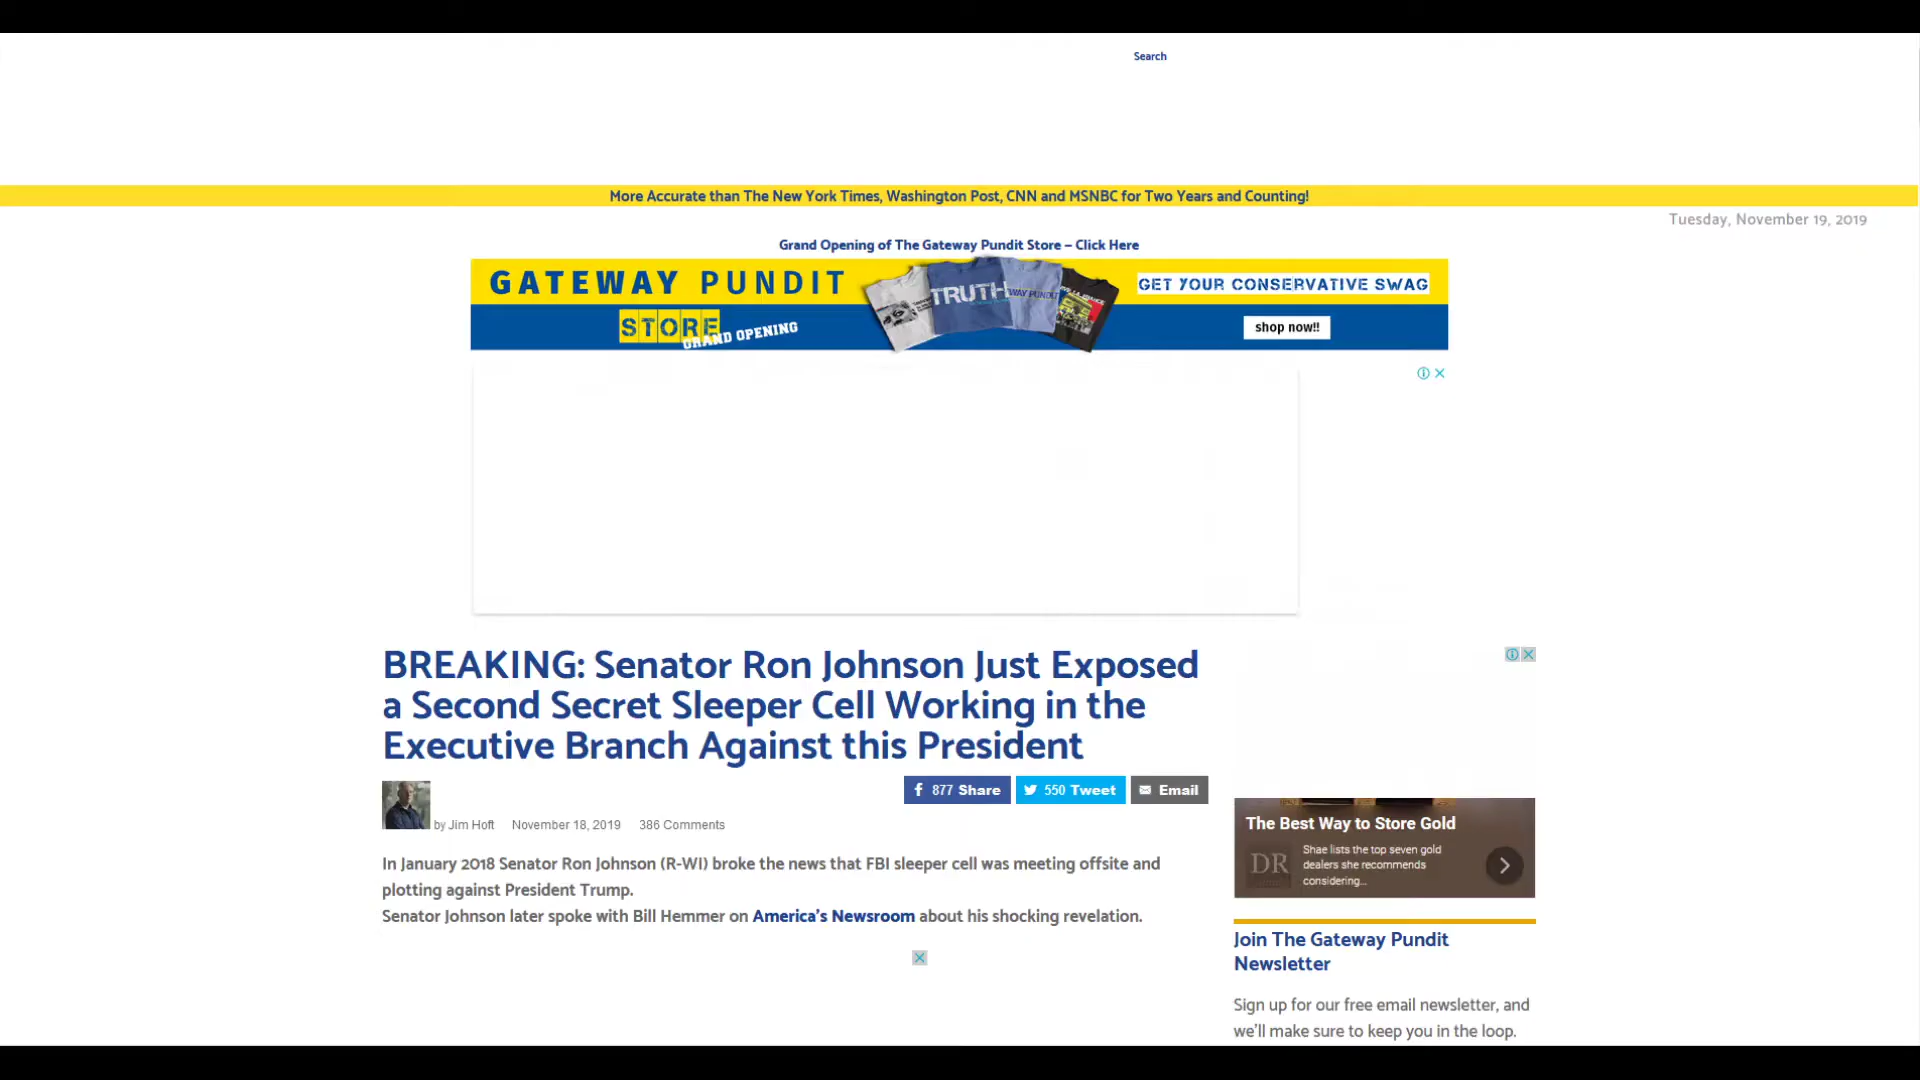 Search
More Accurate than The New York Times, Washington Post, CNN and MSNBC for Two Years and Counting!
Tuesday, November 19, 2019
Grand Opening of The Gateway Pundit Store – Click Here
GATEWAY PUNDIT
STORE
GRAND OPENING
TRUTH
WAY PUNDIT
GET YOUR CONSERVATIVE SWAG
shop now!!
BREAKING: Senator Ron Johnson Just Exposed
a Second Secret Sleeper Cell Working in the
Executive Branch Against this President
877 Share
550 Tweet
Email
by Jim Hoft November 18, 2019 386 Comments
In January 2018 Senator Ron Johnson (R-WI) broke the news that FBI sleeper cell was meeting offsite and
plotting against President Trump.
Senator Johnson later spoke with Bill Hemmer on America's Newsroom about his shocking revelation.
The Best Way to Store Gold
DR
Shae lists the top seven gold
dealers she recommends
considering...
Join The Gateway Pundit
Newsletter
Sign up for our free email newsletter, and
we'll make sure to keep you in the loop.